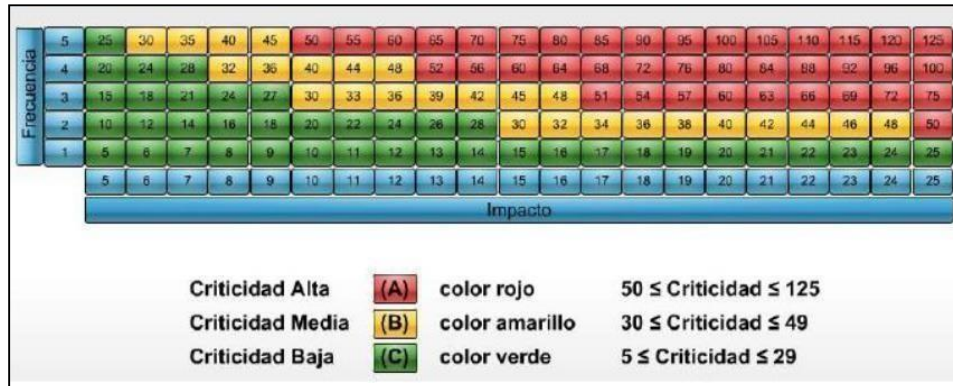 Frecuencia
5 25 30 35 40 45 50 55 60 65 70 75 80 85 90 95 100 105 110 115 120 125
4 20 24 28 32 36 40 44 48 52 56 60 64 68 72 76 80 84 88 92 96 100
3 15 18 21 24 27 30 33 36 39 42 45 48 51 54 57 60 63 66 69 72 75
2 10 12 14 16 18 20 22 24 26 28 30 32 34 36 38 40 42 44 46 48 50
1 5 6 7 8 9 10 11 12 13 14 15 16 17 18 19 20 21 22 23 24 25
5 6 7 8 9 10 11 12 13 14 15 16 17 18 19 20 21 22 23 24 25
Impacto
Criticidad Alta (A) color rojo 50 ≤ Criticidad ≤ 125
Criticidad Media (B) color amarillo 30 ≤ Criticidad ≤ 49
Criticidad Baja (C) color verde 5 ≤ Criticidad ≤ 29